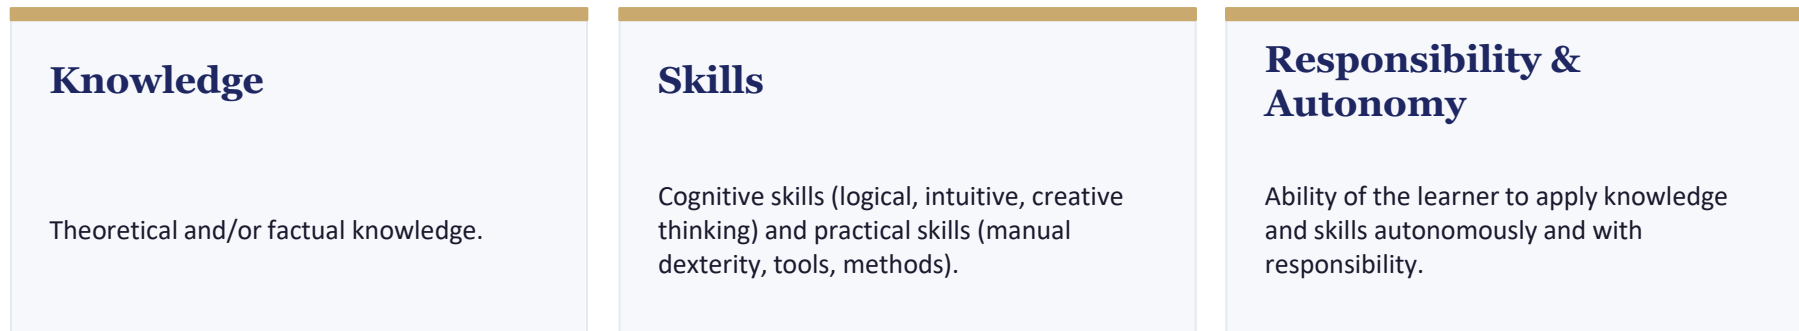 Knowledge
Theoretical and/or factual knowledge.
Skills
Cognitive skills (logical, intuitive, creative
thinking) and practical skills (manual
dexterity, tools, methods).
Responsibility &
Autonomy
Ability of the learner to apply knowledge
and skills autonomously and with
responsibility.